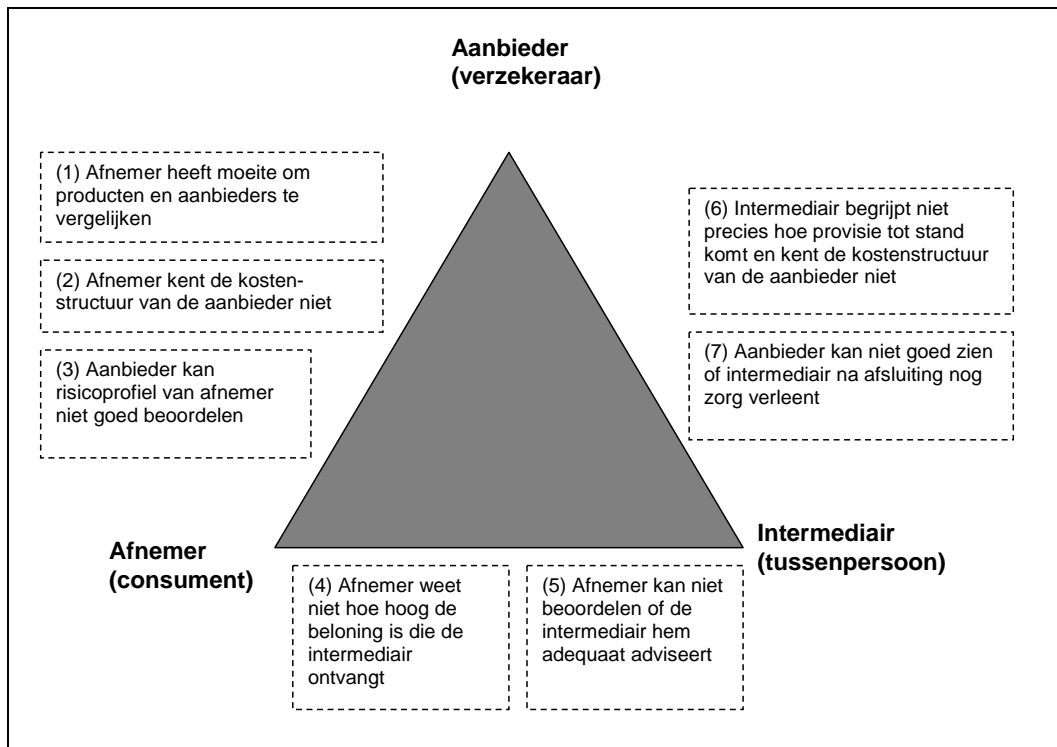 Aanbieder
(verzekeraar)
(1) Afnemer heeft moeite om
producten en aanbieders te
vergelijken
(2) Afnemer kent de kosten-
structuur van de aanbieder niet
(3) Aanbieder kan
risicoprofiel van afnemer
niet goed beoordelen
(6) Intermediair begrijpt niet
precies hoe provisie tot stand
komt en kent de kostenstructuur
van de aanbieder niet
(7) Aanbieder kan niet goed zien
of intermediair na afsluiting nog
zorg verleent
Afnemer
(consument)
Intermediair
(tussenpersoon)
(4) Afnemer weet
niet hoe hoog de
beloning is die de
intermediair
ontvangt
(5) Afnemer kan niet
beoordelen of de
intermediair hem
adequaat adviseert